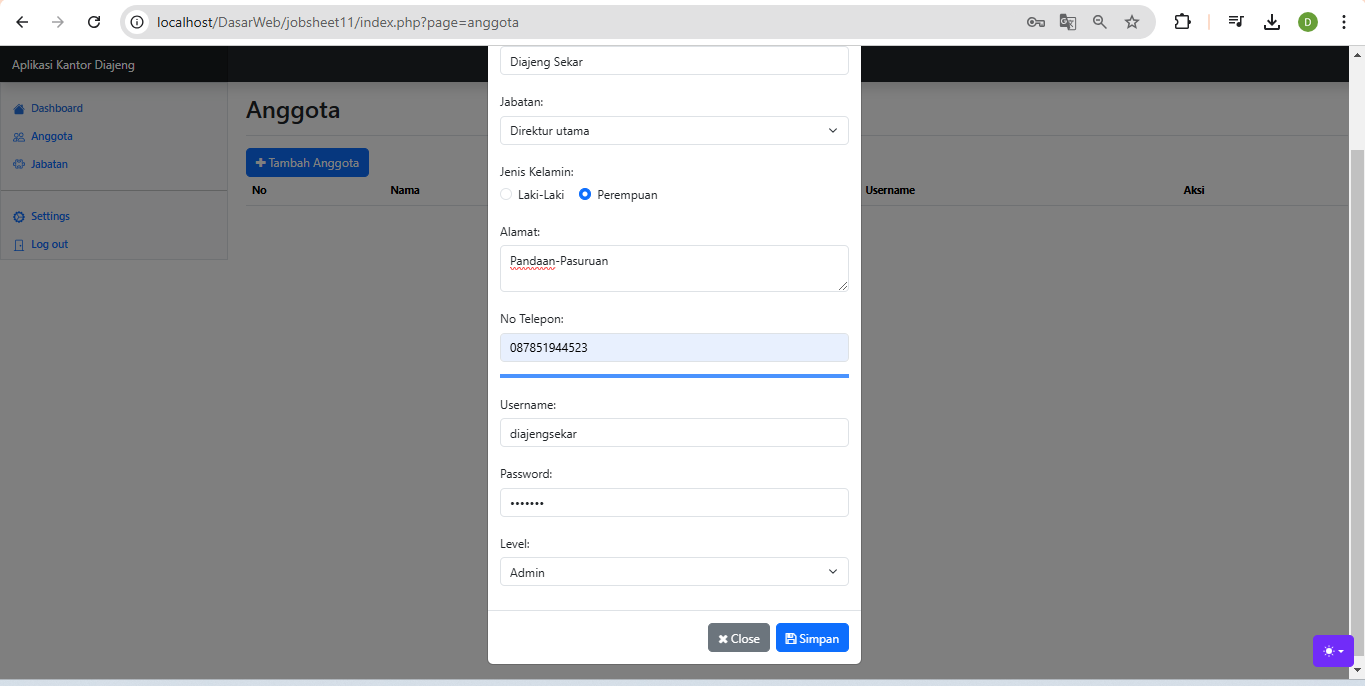 localhost/DasarWeb/jobsheet11/index.php?page=anggota
D
Aplikasi Kantor Diajeng
Dashboard
Anggota
Jabatan
Settings
Log out
Anggota
Tambah Anggota
No Nama Username Aksi
Diajeng Sekar
Jabatan:
Direktur utama
Jenis Kelamin:
Laki-Laki Perempuan
Alamat:
Pandaan-Pasuruan
No Telepon:
087851944523
Username:
diajengsekar
Password:
•••••••
Level:
Admin
Close Simpan